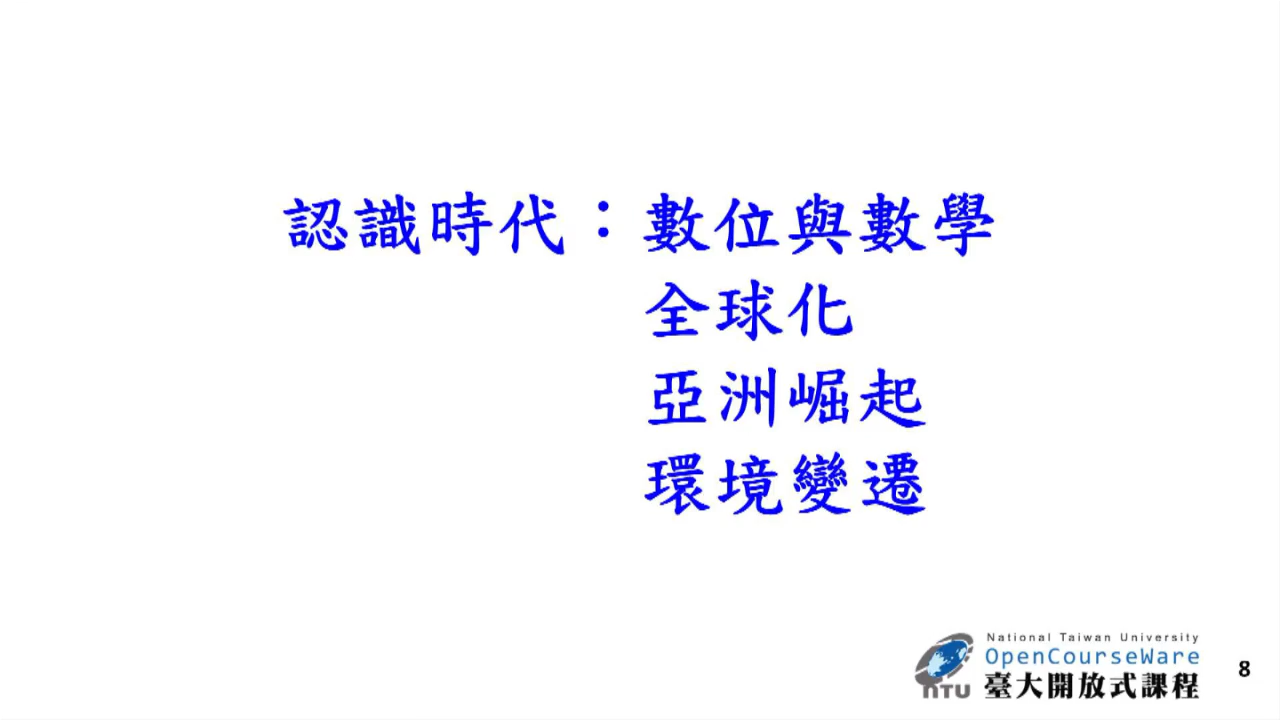 認識時代：數位與數學
全球化
亞洲崛起
環境變遷
National Taiwan University
OpenCourseWare
NTU 臺大開放式課程
8